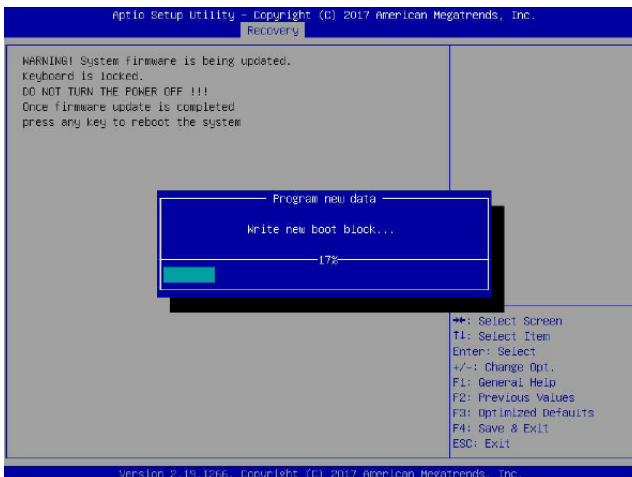 Aptio Setup Utility – Copyright (C) 2017 American Megatrends, Inc.
Recovery
WARNING! System firmware is being updated.
Keyboard is locked.
DO NOT TURN THE POWER OFF !!!
Once firmware update is completed
press any key to reboot the system
Program new data
Write new boot block...
17%
→←: Select Screen
↑↓: Select Item
Enter: Select
+/-: Change Opt.
F1: General Help
F2: Previous Values
F3: Optimized Defaults
F4: Save & Exit
ESC: Exit
Version 2.19.1266. Copyright (C) 2017 American Megatrends, Inc.